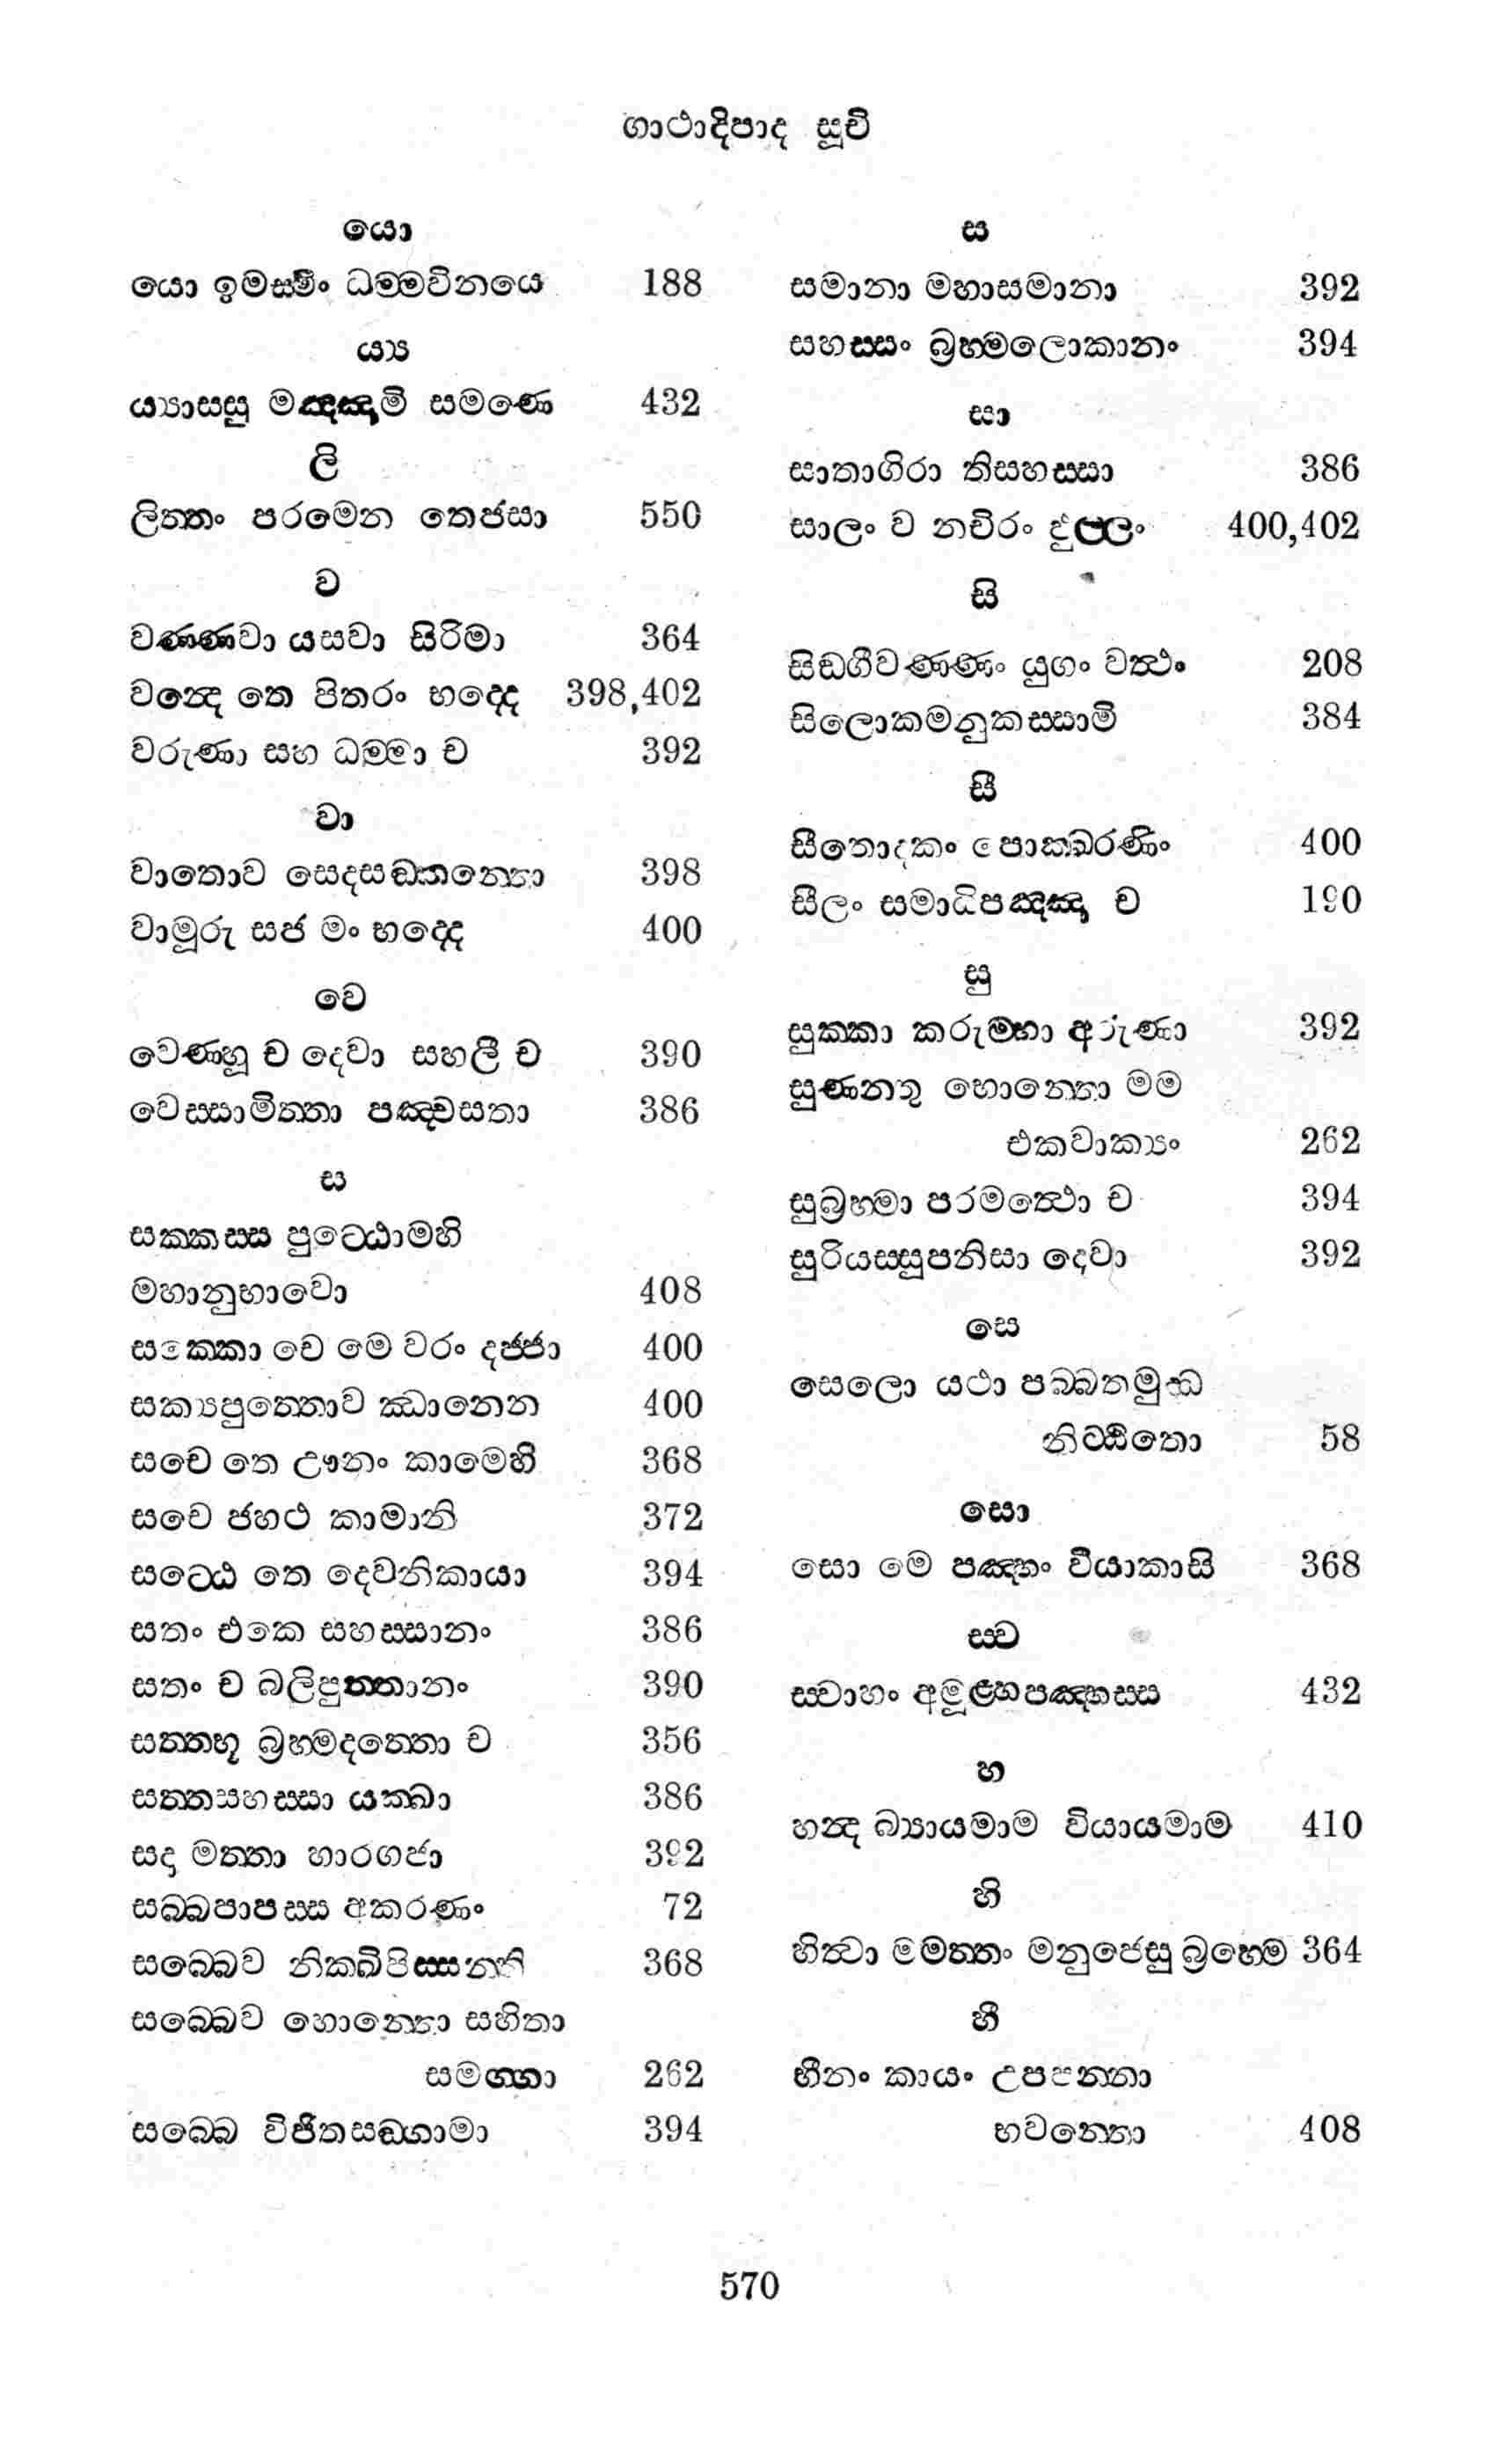 ගාථාදිපාද සූචි
යො
යො ඉමස්මිං ධම්මවිනයෙ 188
ය්‍ය
ය්‍යාසසු මඤ්ඤාමි සමණෙ 432
ලි
ලිත්තං පරමෙන තෙජසා 550
ව
වණ්ණවා යසවා සිරිමා 364
වන්දෙ තෙ පිතරං භද්දෙ 398,402
වරුණා සහ ධම්මා ච 392
වා
වාතොව සෙදසඞ්කන්තො 398
වාමූරු සජ මං භද්දෙ 400
වෙ
වෙණ්හූ ච දෙවා සහලී ච 390
වෙස්සාමිත්තා පඤ්චසතා 386
ස
සක්කස්ස පුට්ඨොමහි
මහානුභාවො 408
සක්කො චෙ මෙ වරං දජ්ජා 400
සක්‍යපුත්තොව ඣානෙන 400
සචෙ තෙ ඌනං කාමෙහි 368
සචෙ ජහථ කාමානි 372
සට්ඨෙ තෙ දෙවනිකායා 394
සතං එකෙ සහස්සානං 386
සතං ච බලිපුත්තානං 390
සත්තභූ බ්‍රහ්මදත්තො ච 356
සත්තසහස්සා යක්ඛා 386
සදා මත්තා හාරගජා 392
සබ්බපාපස්ස අකරණං 72
සබ්බෙව නික්ඛිපිස්සන්ති 368
සබ්බෙව හොන්තො සහිතා
සමග්ගා 262
සබ්බෙ විජිතසඞ්ගාමා 394
ස
සමානා මහාසමානා 392
සහස්සං බ්‍රහ්මලොකානං 394
සා
සාතාගිරා තිසහස්සා 386
සාලං ව නචිරං ඵුල්ලං 400,402
සි
සිඞ්ගීවණ්ණං යුගං වත්ථං 208
සිලොකමනුකස්සාමි 384
සී
සීතොදකං පොක්ඛරණිං 400
සීලං සමාධිපඤ්ඤා ච 190
සු
සුක්කා කරුම්භා අරුණා 392
සුණන්තු හොන්තො මම
එකවාක්‍යං 262
සුබ්‍රහ්මා පරමත්ථො ච 394
සුරියස්සූපනිසා දෙවා 392
සෙ
සෙලො යථා පබ්බතමුද්ධ
නිට්ඨිතො 58
සො
සො මෙ පඤ්හං වියාකාසි 368
ස්ව
ස්වාහං අමූළ්හපඤ්හස්ස 432
හ
හන්ද බ්‍යායමාම වියායමාම 410
හි
හිත්වා මමත්තං මනුජෙසු බ්‍රහ්මෙ 364
හී
හීනං කායං උපපන්නා
භවන්තො 408
570